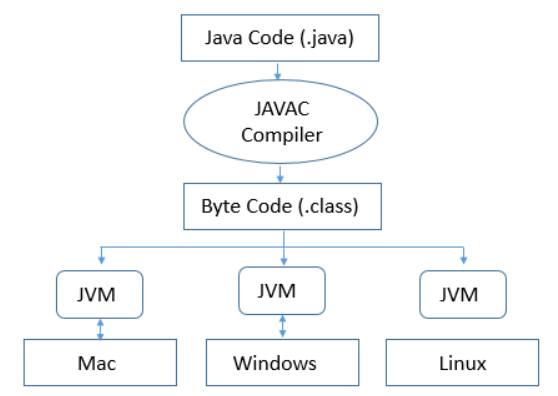 Java Code (.java)
JAVAC
Compiler
Byte Code (.class)
JVM
JVM
JVM
Mac
Windows
Linux